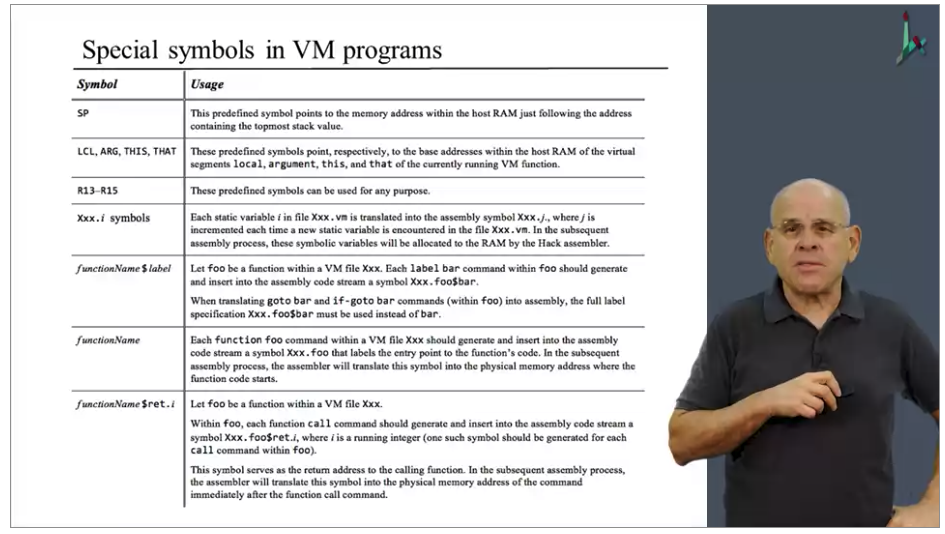 Special symbols in VM programs
Symbol Usage
SP This predefined symbol points to the memory address within the host RAM just following the address
containing the topmost stack value.
LCL, ARG, THIS, THAT These predefined symbols point, respectively, to the base addresses within the host RAM of the virtual
segments local, argument, this, and that of the currently running VM function.
R13–R15 These predefined symbols can be used for any purpose.
Xxx.i symbols Each static variable i in file Xxx.vm is translated into the assembly symbol Xxx.j., where j is
incremented each time a new static variable is encountered in the file Xxx.vm. In the subsequent
assembly process, these symbolic variables will be allocated to the RAM by the Hack assembler.
functionName$label Let foo be a function within a VM file Xxx. Each label bar command within foo should generate
and insert into the assembly code stream a symbol Xxx.foo$bar.
When translating goto bar and if-goto bar commands (within foo) into assembly, the full label
specification Xxx.foo$bar must be used instead of bar.
functionName Each function foo command within a VM file Xxx should generate and insert into the assembly
code stream a symbol Xxx.foo that labels the entry point to the function's code. In the subsequent
assembly process, the assembler will translate this symbol into the physical memory address where the
function code starts.
functionName$ret.i Let foo be a function within a VM file Xxx.
Within foo, each function call command should generate and insert into the assembly code stream a
symbol Xxx.foo$ret.i, where i is a running integer (one such symbol should be generated for each
call command within foo).
This symbol serves as the return address to the calling function. In the subsequent assembly process,
the assembler will translate this symbol into the physical memory address of the command
immediately after the function call command.